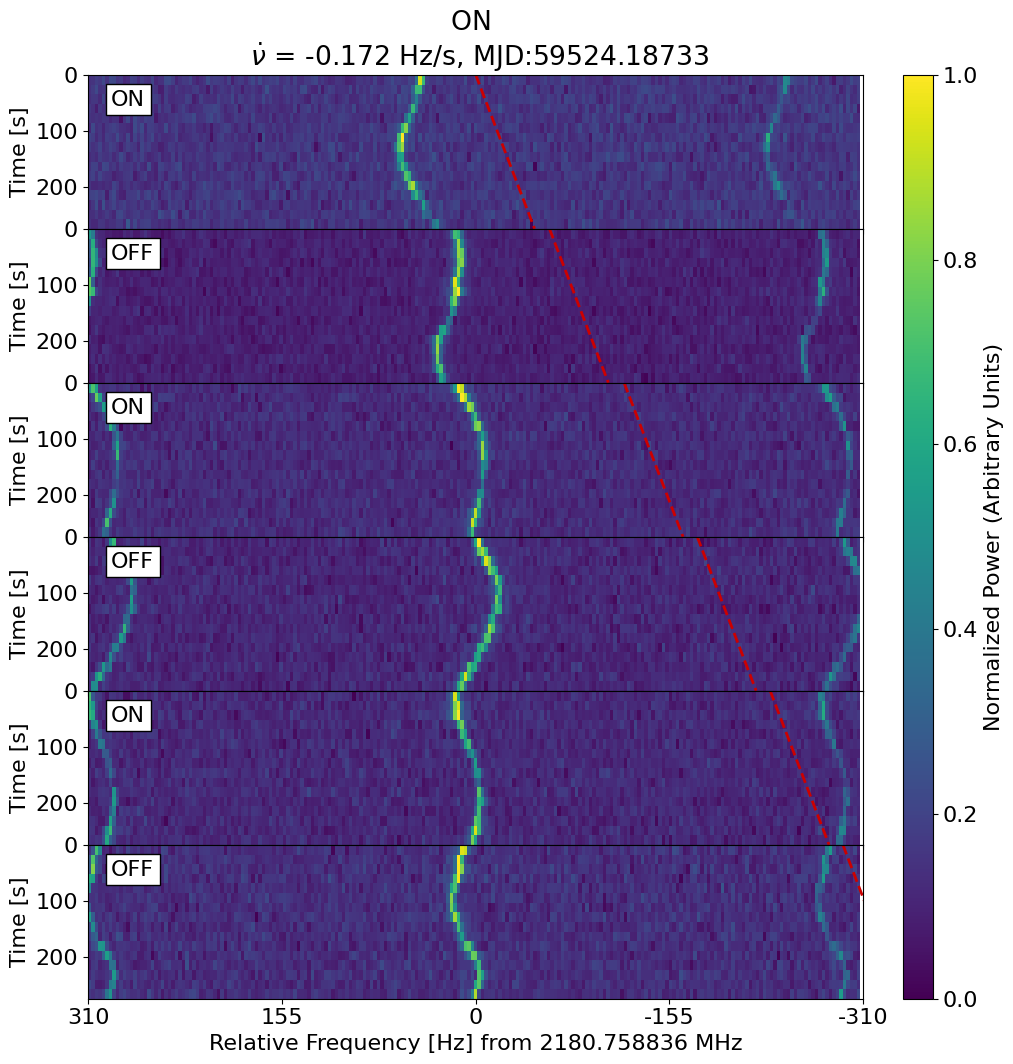 ON
ν̇ = -0.172 Hz/s, MJD:59524.18733
0
100
200
Time [s]
ON
0
100
200
Time [s]
OFF
0
100
200
Time [s]
ON
0
100
200
Time [s]
OFF
0
100
200
Time [s]
ON
0
100
200
Time [s]
OFF
310 155 0 -155 -310
Relative Frequency [Hz] from 2180.758836 MHz
1.0
0.8
0.6
0.4
0.2
0.0
Normalized Power (Arbitrary Units)